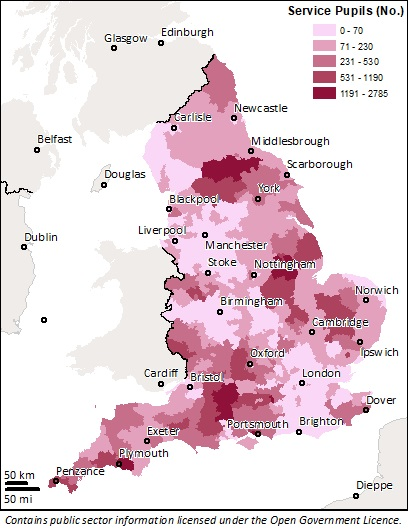 Service Pupils (No.)
0 - 70
71 - 230
231 - 530
531 - 1190
1191 - 2785
Edinburgh
Glasgow
Newcastle
Carlisle
Belfast
Middlesbrough
Scarborough
Douglas
York
Blackpool
Dublin
Liverpool
Manchester
Stoke
Nottingham
Norwich
Birmingham
Cambridge
Ipswich
Oxford
London
Cardiff
Bristol
Dover
Portsmouth
Brighton
Exeter
Plymouth
Penzance
50 km
50 mi
Dieppe
Contains public sector information licensed under the Open Government Licence.